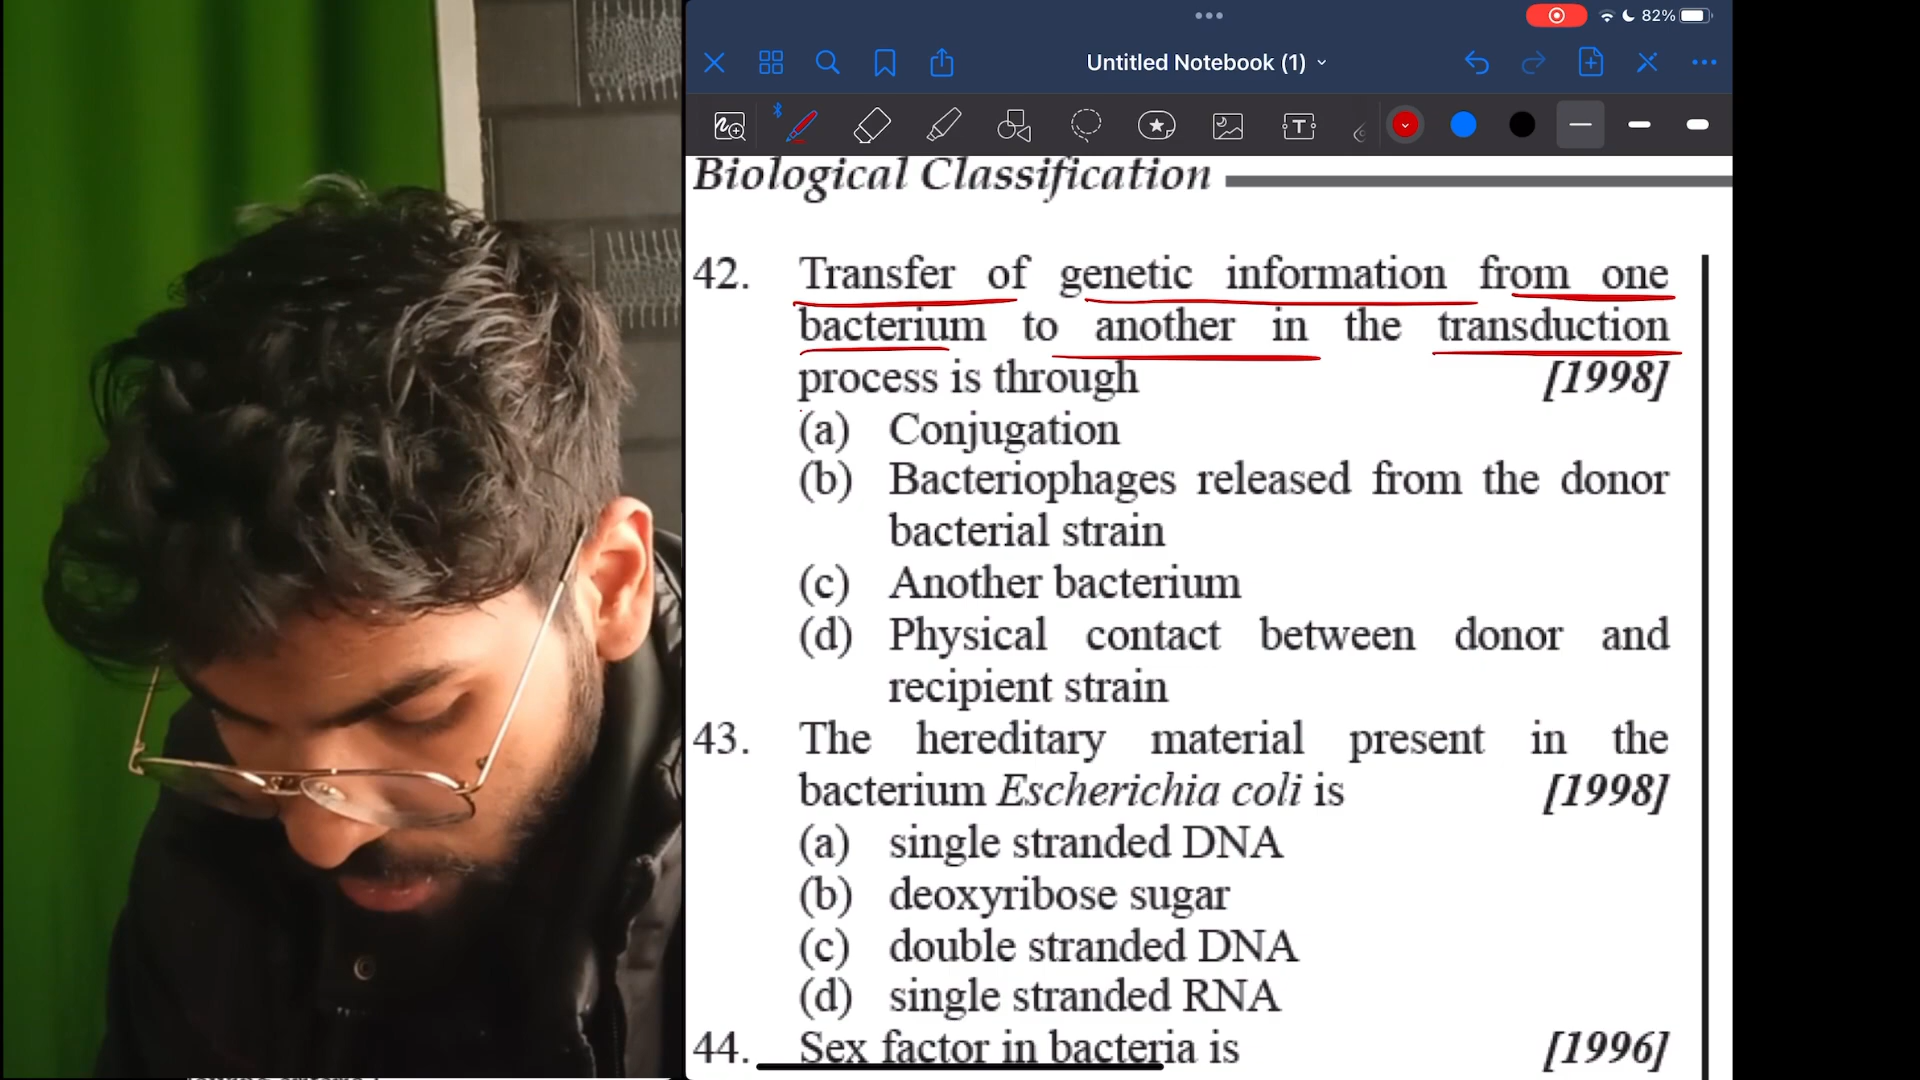 82%
Untitled Notebook (1)
Biological Classification
42. Transfer of genetic information from one
bacterium to another in the transduction
process is through [1998]
(a) Conjugation
(b) Bacteriophages released from the donor
bacterial strain
(c) Another bacterium
(d) Physical contact between donor and
recipient strain
43. The hereditary material present in the
bacterium Escherichia coli is [1998]
(a) single stranded DNA
(b) deoxyribose sugar
(c) double stranded DNA
(d) single stranded RNA
44. Sex factor in bacteria is [1996]